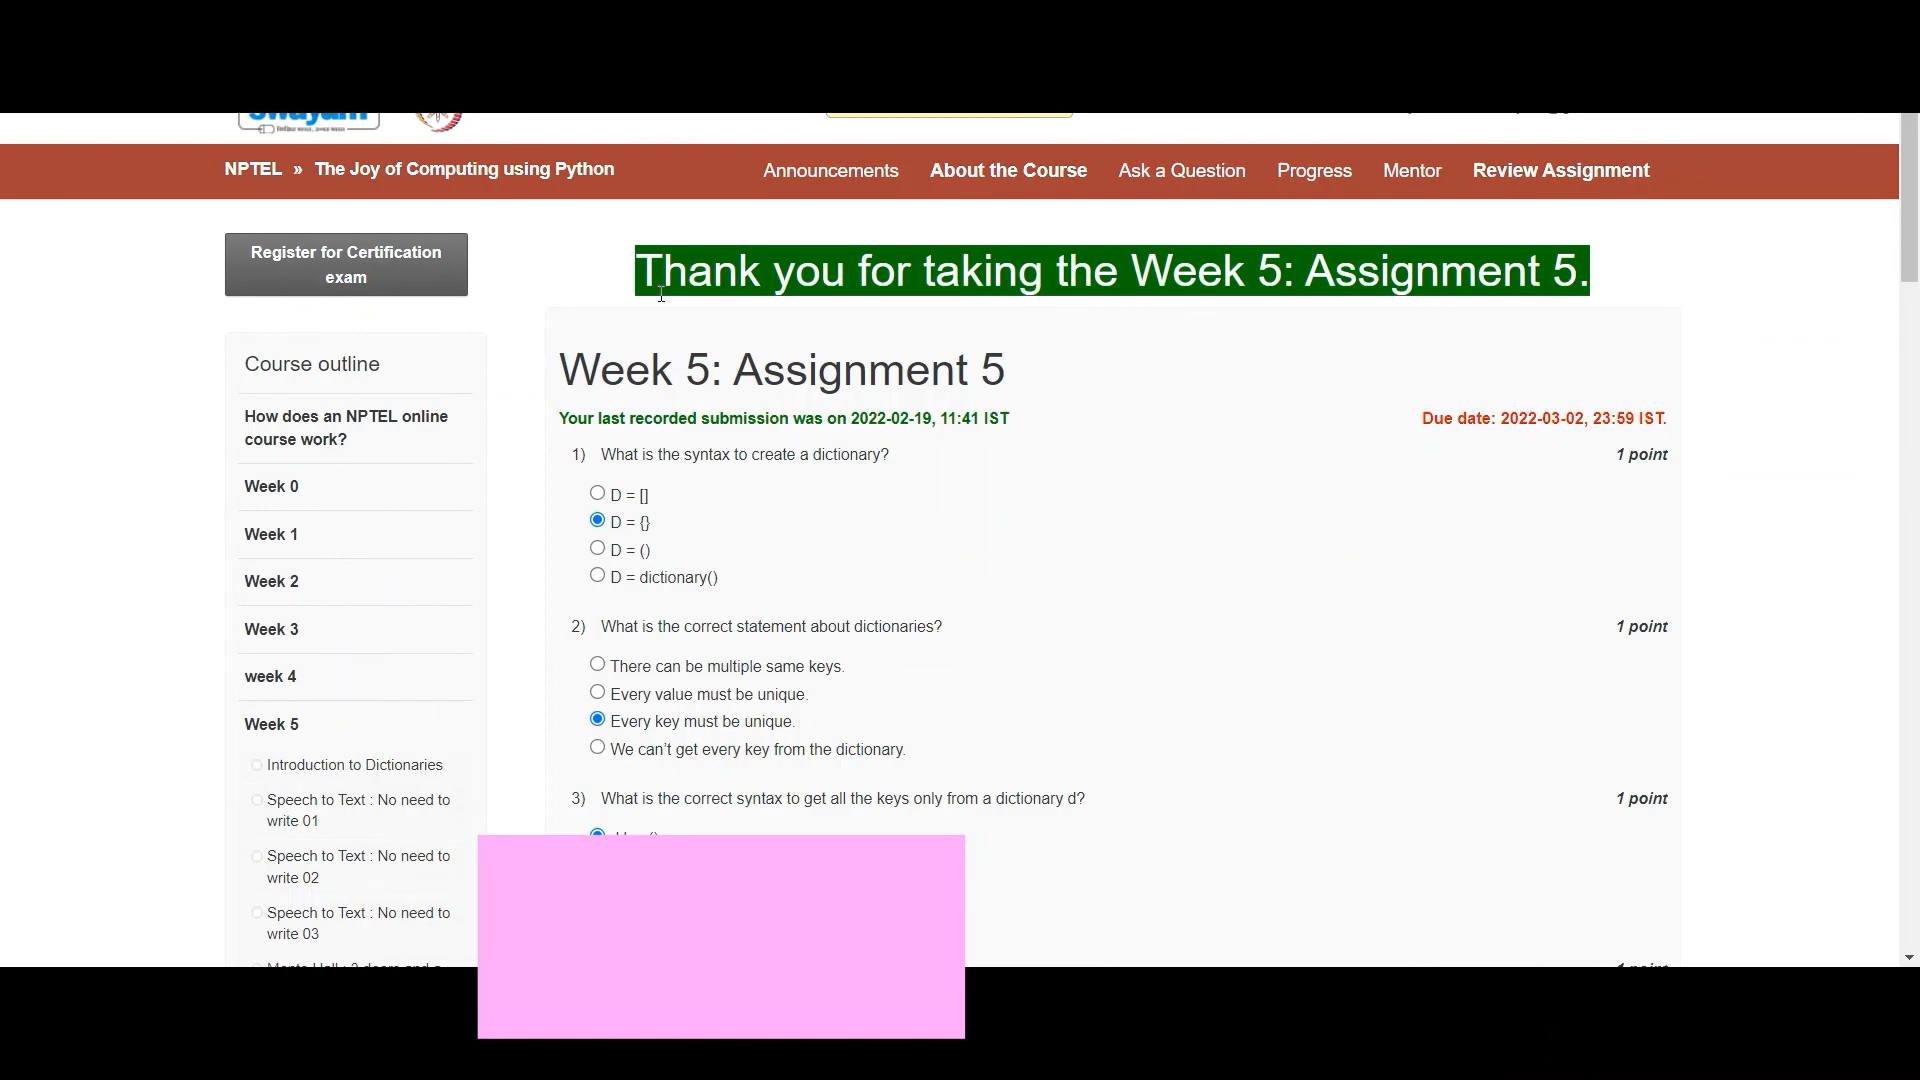 NPTEL » The Joy of Computing using Python
Announcements About the Course Ask a Question Progress Mentor Review Assignment
Register for Certification
exam
Thank you for taking the Week 5: Assignment 5.
Course outline
How does an NPTEL online
course work?
Week 0
Week 1
Week 2
Week 3
week 4
Week 5
Introduction to Dictionaries
Speech to Text : No need to
write 01
Speech to Text : No need to
write 02
Speech to Text : No need to
write 03
Week 5: Assignment 5
Your last recorded submission was on 2022-02-19, 11:41 IST Due date: 2022-03-02, 23:59 IST.
1) What is the syntax to create a dictionary? 1 point
D = []
D = {}
D = ()
D = dictionary()
2) What is the correct statement about dictionaries? 1 point
There can be multiple same keys.
Every value must be unique.
Every key must be unique.
We can’t get every key from the dictionary.
3) What is the correct syntax to get all the keys only from a dictionary d? 1 point